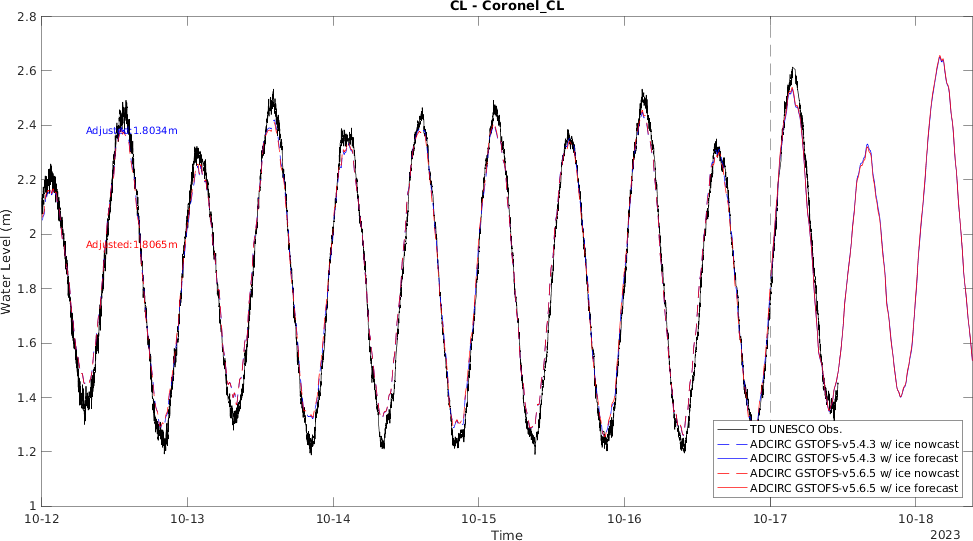 CL - Coronel_CL
2.8
2.6
2.4
2.2
2
1.8
1.6
1.4
1.2
1
Water Level (m)
Adjusted:1.8034m
Adjusted:1.8065m
TD UNESCO Obs.
ADCIRC GSTOFS-v5.4.3 w/ ice nowcast
ADCIRC GSTOFS-v5.4.3 w/ ice forecast
ADCIRC GSTOFS-v5.6.5 w/ ice nowcast
ADCIRC GSTOFS-v5.6.5 w/ ice forecast
10-12 10-13 10-14 10-15 10-16 10-17 10-18
Time
2023